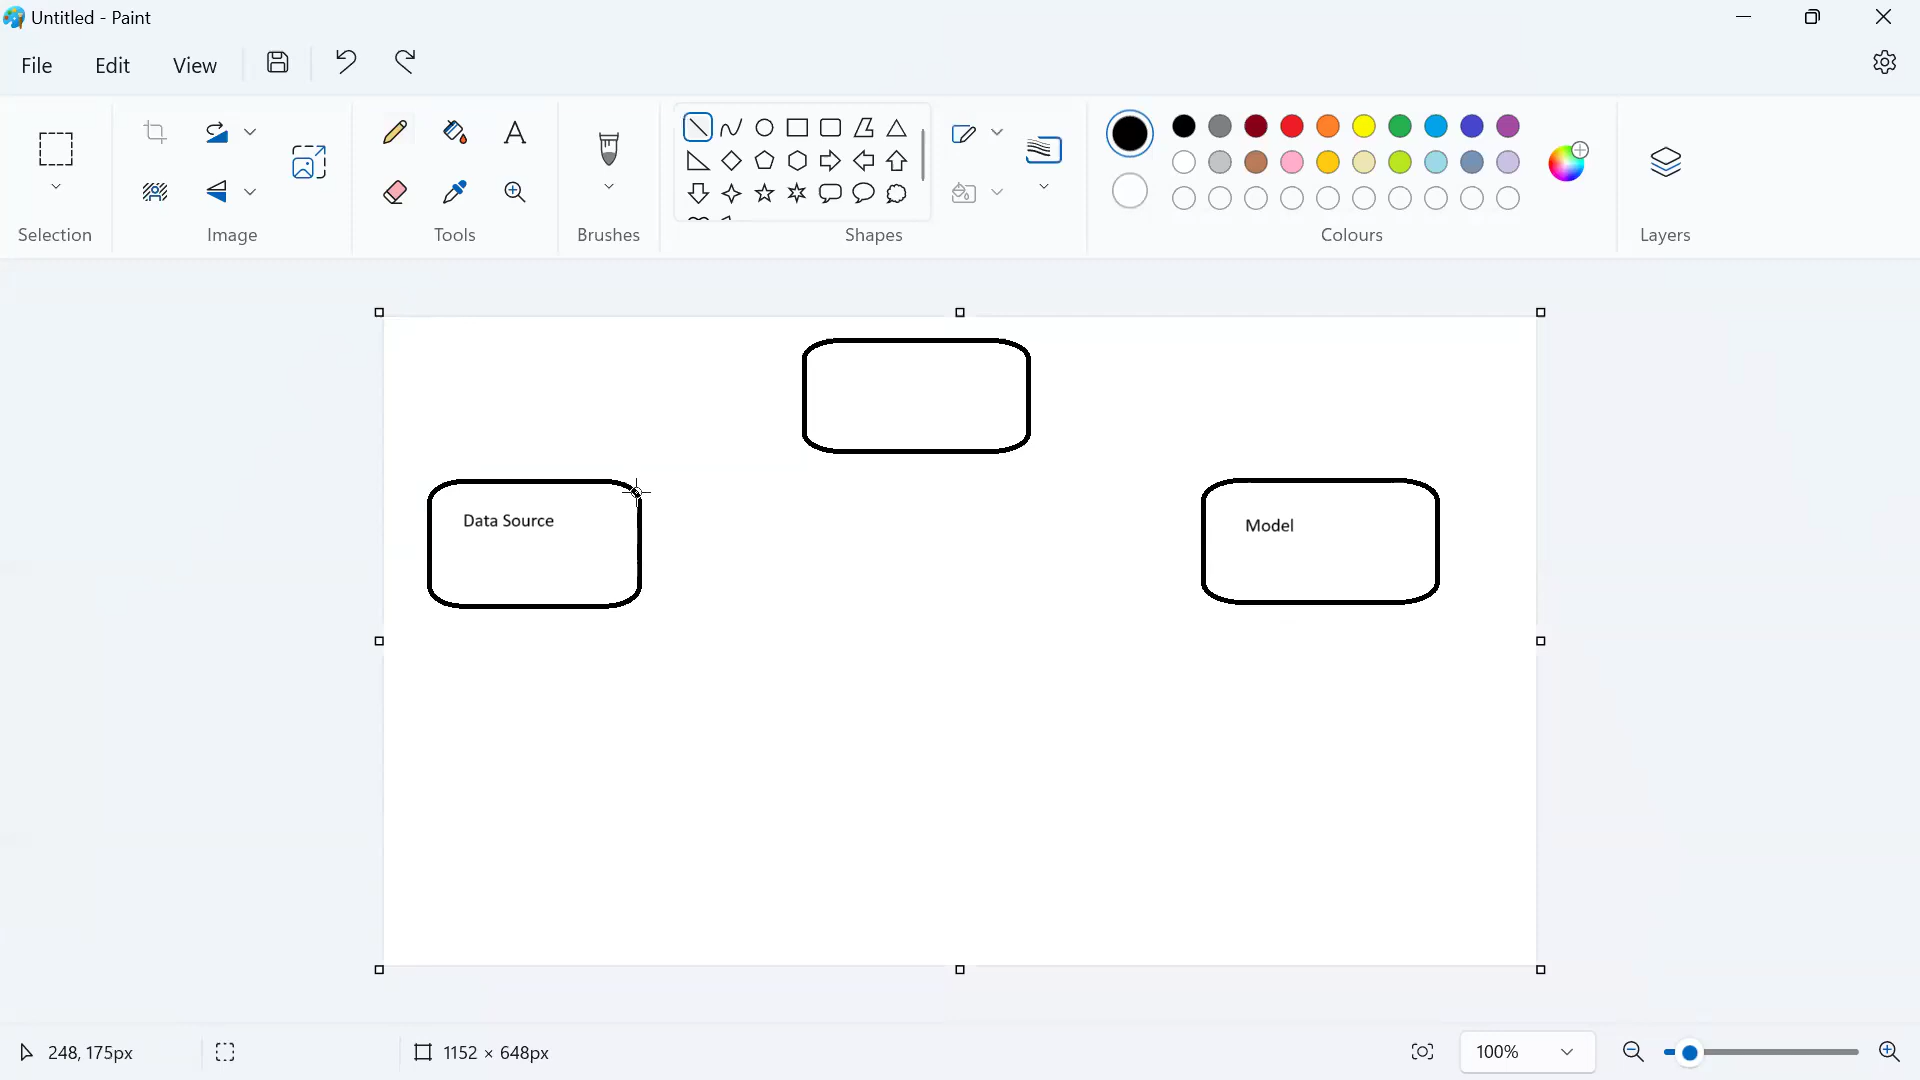 Untitled - Paint
File Edit View
Selection Image Tools Brushes Shapes Colours Layers
Data Source
Model
248, 175px 1152 × 648px 100%